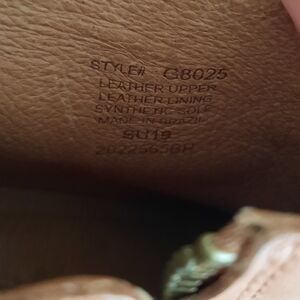 STYLE# G8025
LEATHER UPPER
LEATHER LINING
SYNTHETIC SOLE
MADE IN BRAZIL
SU19